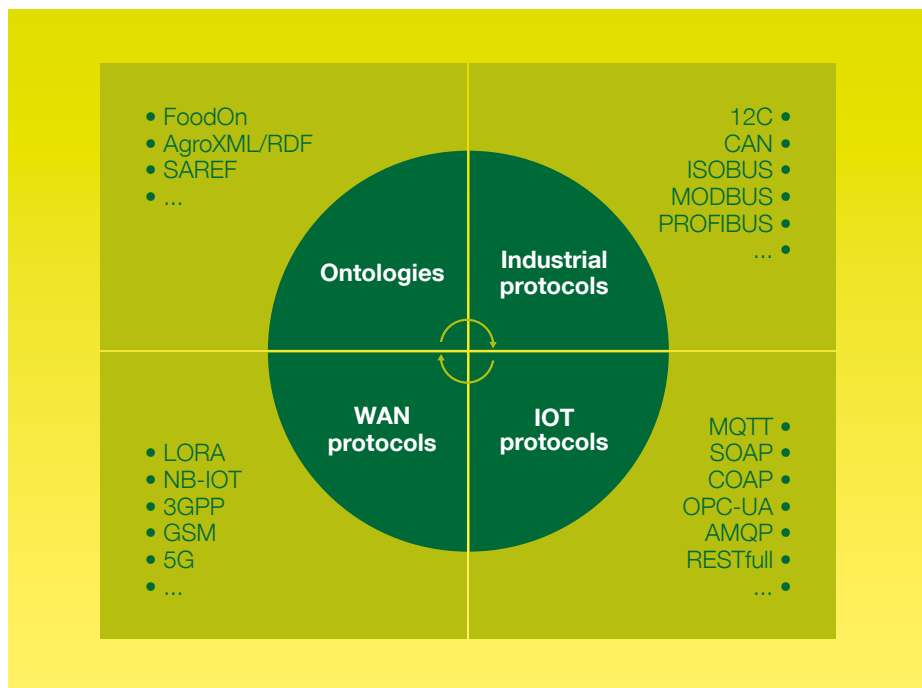 • FoodOn
• AgroXML/RDF
• SAREF
• ...
12C •
CAN •
ISOBUS •
MODBUS •
PROFIBUS •
... •
Ontologies
Industrial
protocols
WAN
protocols
IOT
protocols
• LORA
• NB-IOT
• 3GPP
• GSM
• 5G
• ...
MQTT •
SOAP •
COAP •
OPC-UA •
AMQP •
RESTfull •
... •